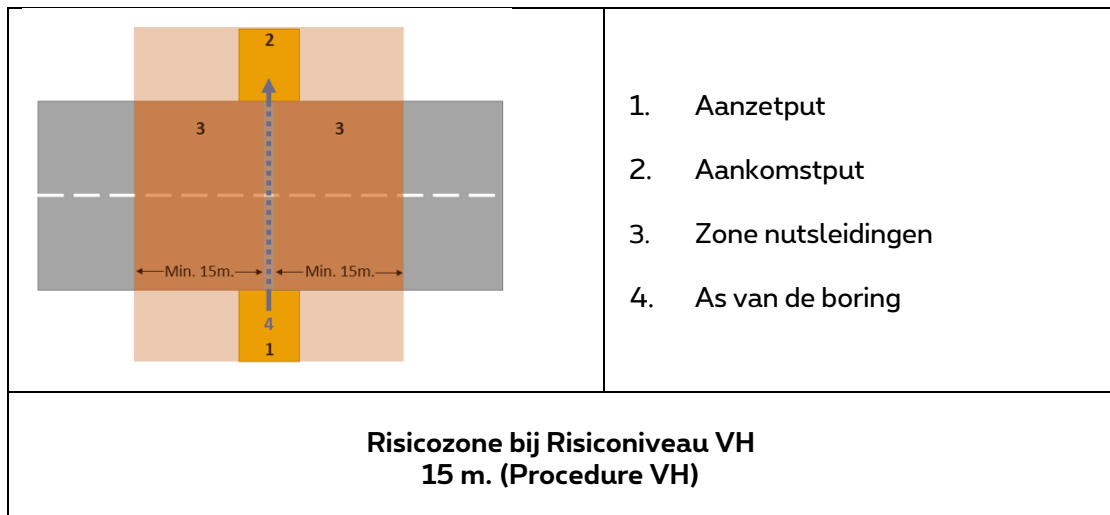 2
3 3
Min. 15m. Min. 15m.
4
1
1. Aanzetput
2. Aankomstput
3. Zone nutsleidingen
4. As van de boring
Risicozone bij Risiconiveau VH
15 m. (Procedure VH)